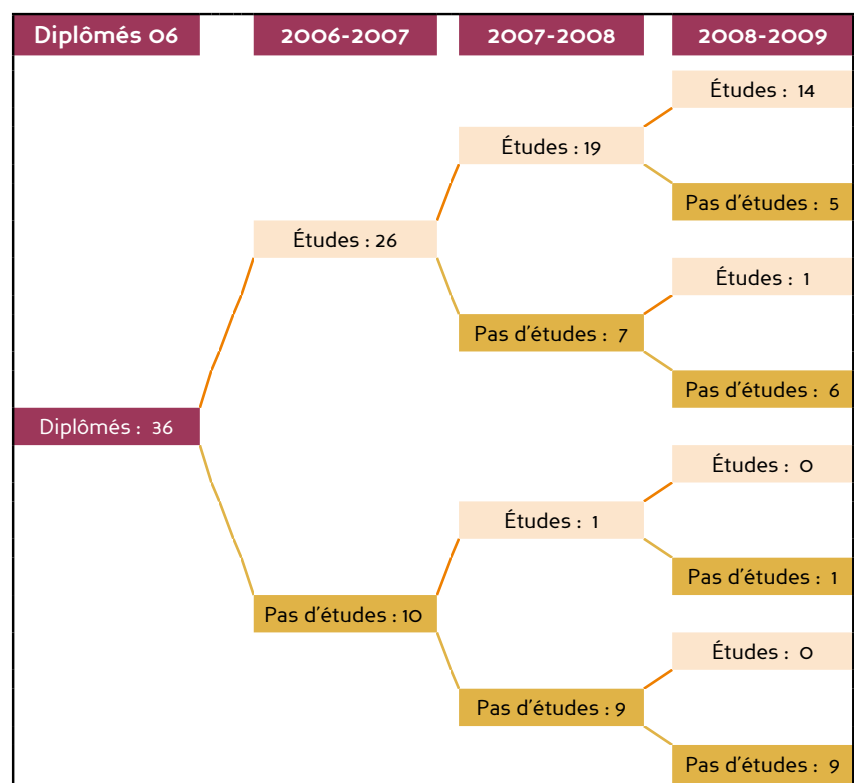 Diplômés 06 2006-2007 2007-2008 2008-2009
Études : 14
Études : 19
Pas d'études : 5
Études : 26
Études : 1
Pas d'études : 7
Pas d'études : 6
Diplômés : 36
Études : 0
Études : 1
Pas d'études : 1
Pas d'études : 10
Études : 0
Pas d'études : 9
Pas d'études : 9